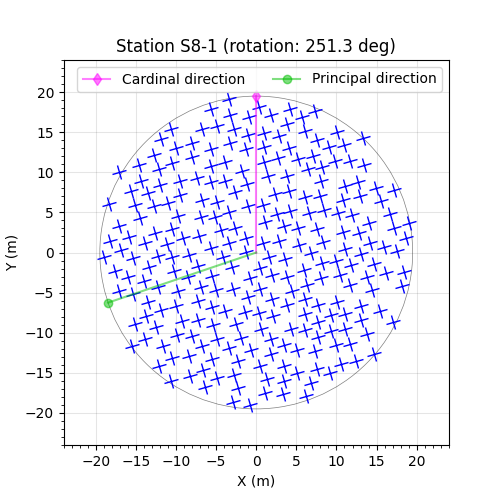 Station S8-1 (rotation: 251.3 deg)
Cardinal direction Principal direction
20
15
10
5
0
−5
−10
−15
−20
Y (m)
−20 −15 −10 −5 0 5 10 15 20
X (m)